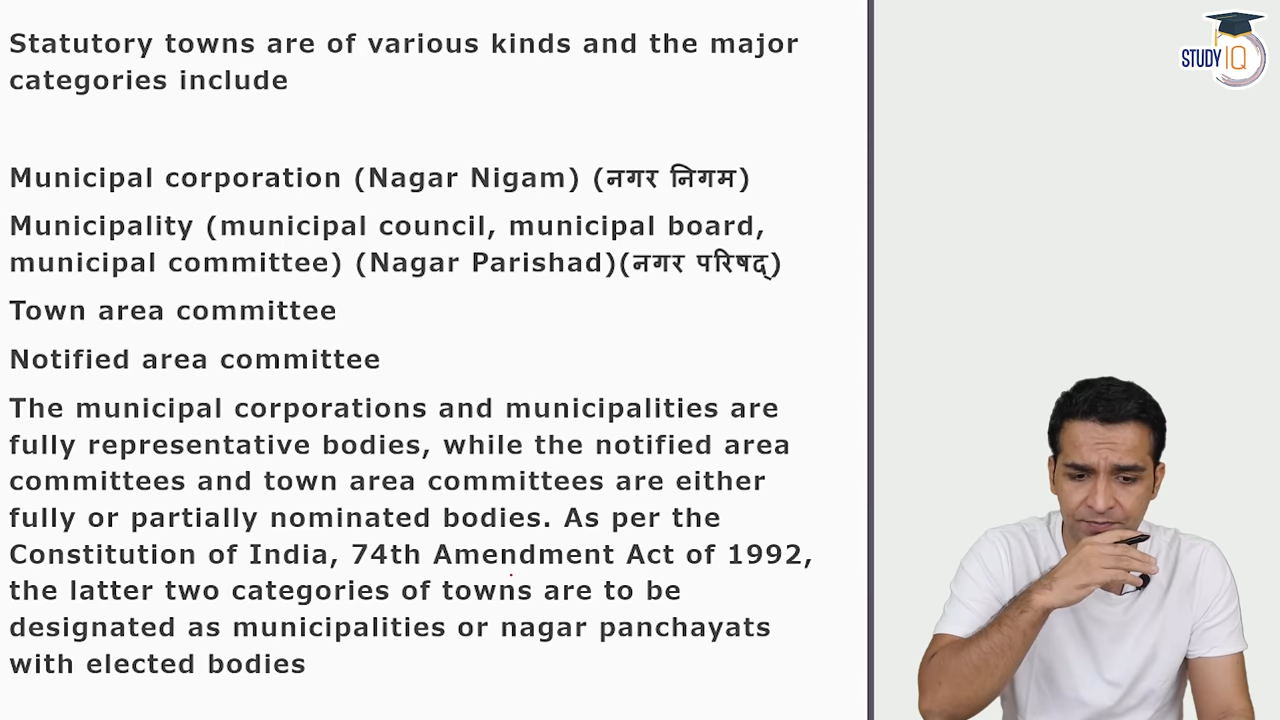 Statutory towns are of various kinds and the major
categories include
Municipal corporation (Nagar Nigam) (नगर निगम)
Municipality (municipal council, municipal board,
municipal committee) (Nagar Parishad)(नगर परिषद्)
Town area committee
Notified area committee
The municipal corporations and municipalities are
fully representative bodies, while the notified area
committees and town area committees are either
fully or partially nominated bodies. As per the
Constitution of India, 74th Amendment Act of 1992,
the latter two categories of towns are to be
designated as municipalities or nagar panchayats
with elected bodies
STUDY IQ